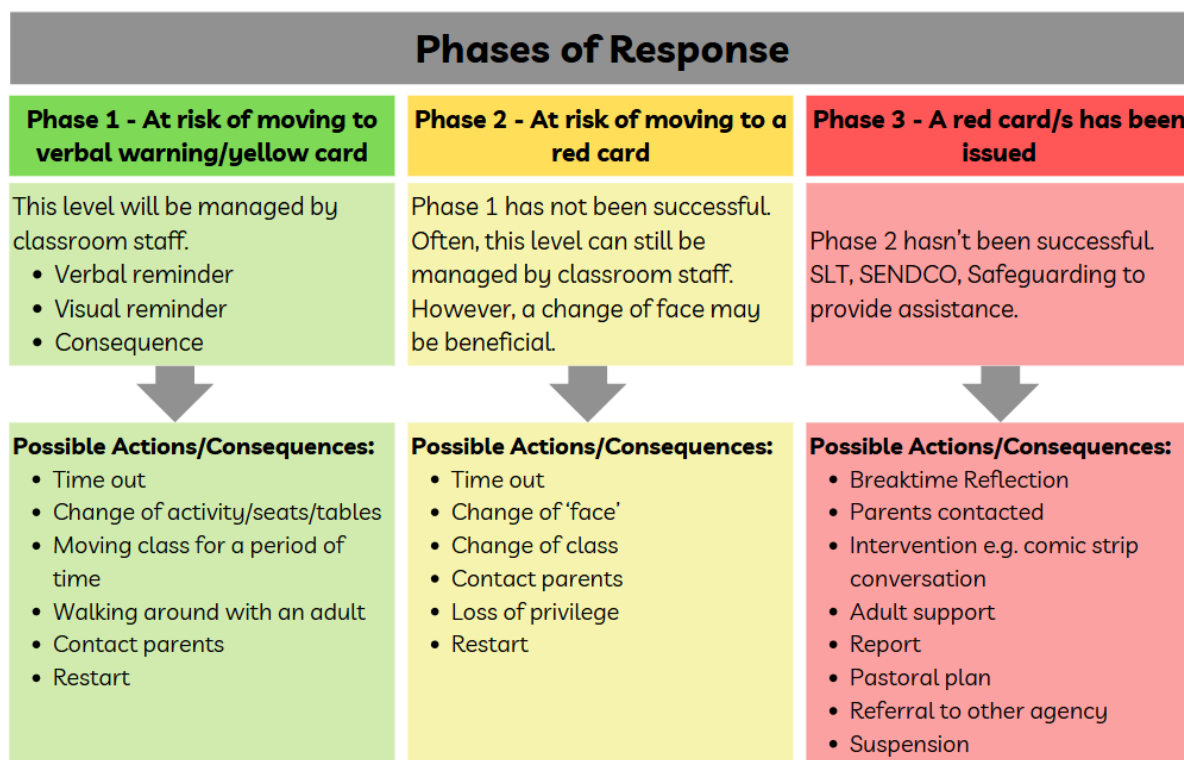 Phases of Response
Phase 1 - At risk of moving to
verbal warning/yellow card
This level will be managed by
classroom staff.
• Verbal reminder
• Visual reminder
• Consequence
Possible Actions/Consequences:
• Time out
• Change of activity/seats/tables
• Moving class for a period of
time
• Walking around with an adult
• Contact parents
• Restart
Phase 2 - At risk of moving to a
red card
Phase 1 has not been successful.
Often, this level can still be
managed by classroom staff.
However, a change of face may
be beneficial.
Possible Actions/Consequences:
• Time out
• Change of ‘face’
• Change of class
• Contact parents
• Loss of privilege
• Restart
Phase 3 - A red card/s has been
issued
Phase 2 hasn’t been successful.
SLT, SENDCO, Safeguarding to
provide assistance.
Possible Actions/Consequences:
• Breaktime Reflection
• Parents contacted
• Intervention e.g. comic strip
conversation
• Adult support
• Report
• Pastoral plan
• Referral to other agency
• Suspension